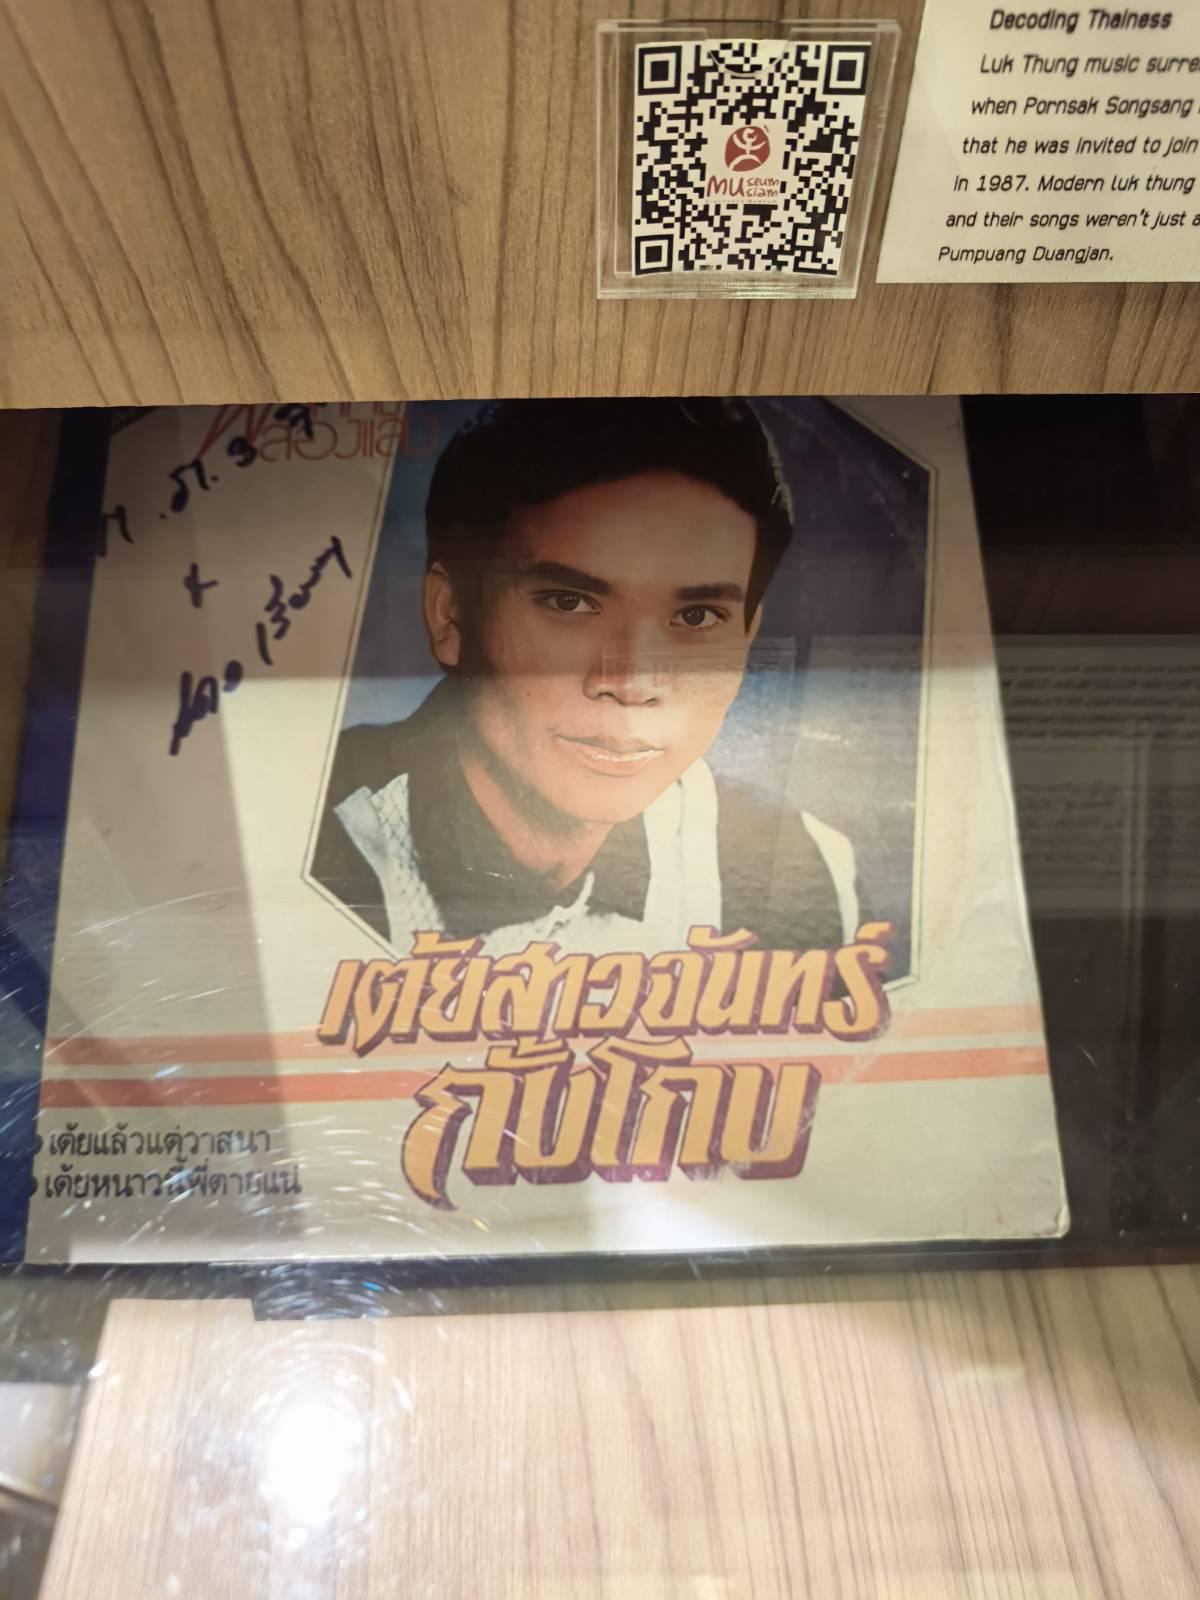 Decoding Thainess
Luk Thung music
when Pornsak Songsang
that he was invited to join
in 1987. Modern luk thung
and their songs weren't just
Pumpuang Duangjan.
MUseum
siam
เต้ยสาวจันทร์
กั้งโกบ
เต้ยแล้วแต่วาสนา
เต้ยหนาวนี้พี่ตายแน่